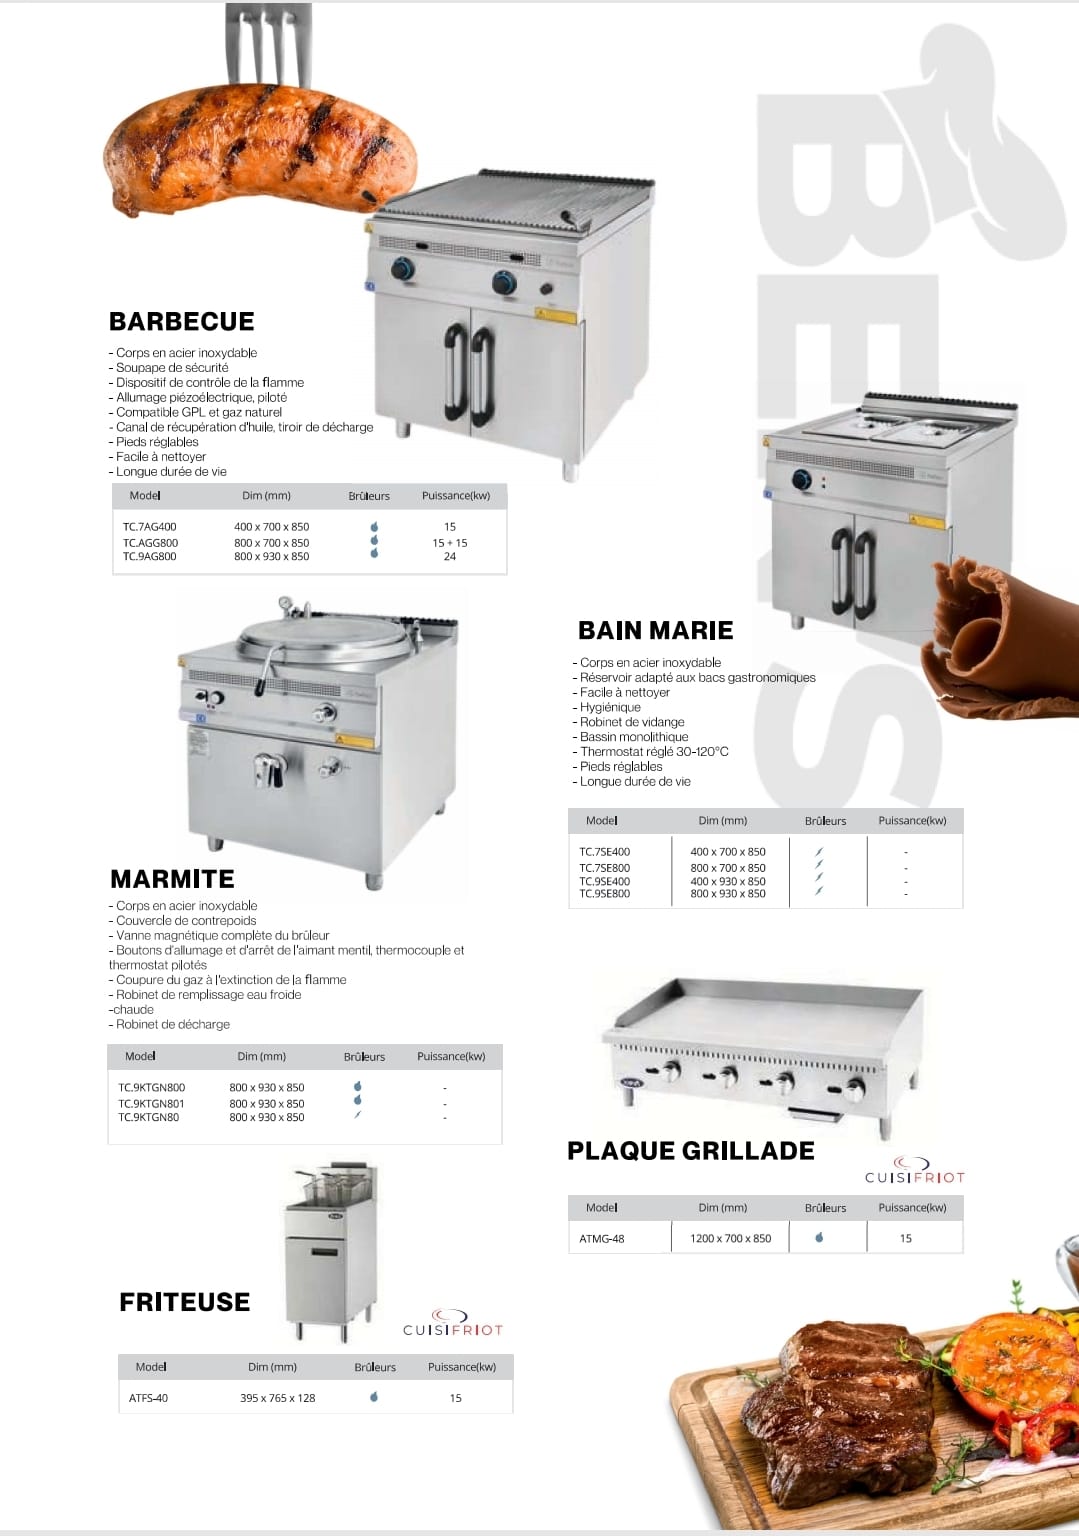 BARBECUE
- Corps en acier inoxydable
- Soupape de sécurité
- Dispositif de contrôle de la flamme
- Allumage piézoélectrique, piloté
- Compatible GPL et gaz naturel
- Canal de récupération d'huile, tiroir de décharge
- Pieds réglables
- Facile à nettoyer
- Longue durée de vie
Model Dim (mm) Brûleurs Puissance(kw)
TC.7AG400 400 x 700 x 850 15
TC.AGG800 800 x 700 x 850 15 + 15
TC.9AG800 800 x 930 x 850 24
BAIN MARIE
- Corps en acier inoxydable
- Réservoir adapté aux bacs gastronomiques
- Facile à nettoyer
- Hygiénique
- Robinet de vidange
- Bassin monolithique
- Thermostat réglé 30-120°C
- Pieds réglables
- Longue durée de vie
Model Dim (mm) Brûleurs Puissance(kw)
TC.7SE400 400 x 700 x 850 -
TC.7SE800 800 x 700 x 850 -
TC.9SE400 400 x 930 x 850 -
TC.9SE800 800 x 930 x 850 -
MARMITE
- Corps en acier inoxydable
- Couvercle de contrepoids
- Vanne magnétique complète du brûleur
- Boutons d'allumage et d'arrêt de l'aimant mentil, thermocouple et
thermostat pilotés
- Coupure du gaz à l'extinction de la flamme
- Robinet de remplissage eau froide
-chaude
- Robinet de décharge
Model Dim (mm) Brûleurs Puissance(kw)
TC.9KTGN800 800 x 930 x 850 -
TC.9KTGN801 800 x 930 x 850 -
TC.9KTGN80 800 x 930 x 850 -
PLAQUE GRILLADE
CUISIFRIOT
Model Dim (mm) Brûleurs Puissance(kw)
ATMG-48 1200 x 700 x 850 15
FRITEUSE
CUISIFRIOT
Model Dim (mm) Brûleurs Puissance(kw)
ATFS-40 395 x 765 x 128 15